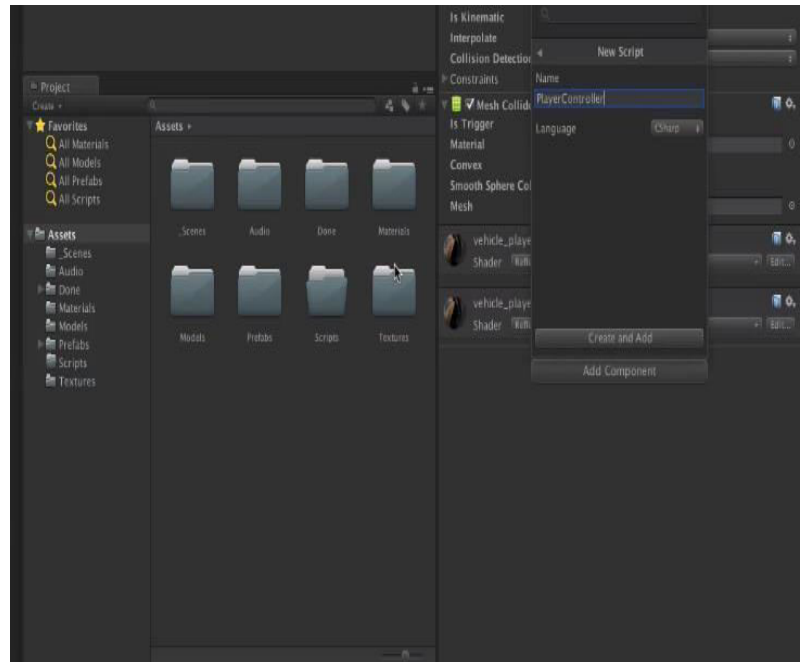 Project
Create
Favorites
All Materials
All Models
All Prefabs
All Scripts
Assets
_Scenes
Audio
Done
Materials
Models
Prefabs
Scripts
Textures
Assets
_Scenes
Audio
Done
Materials
Models
Prefabs
Scripts
Textures
Is Kinematic
Interpolate
Collision Detection
Constraints
Mesh Collide
Is Trigger
Material
Convex
Smooth Sphere Col
Mesh
vehicle_playe
Shader
Edit...
vehicle_playe
Shader
Edit...
New Script
Name
PlayerController
Language
CSharp
Create and Add
Add Component